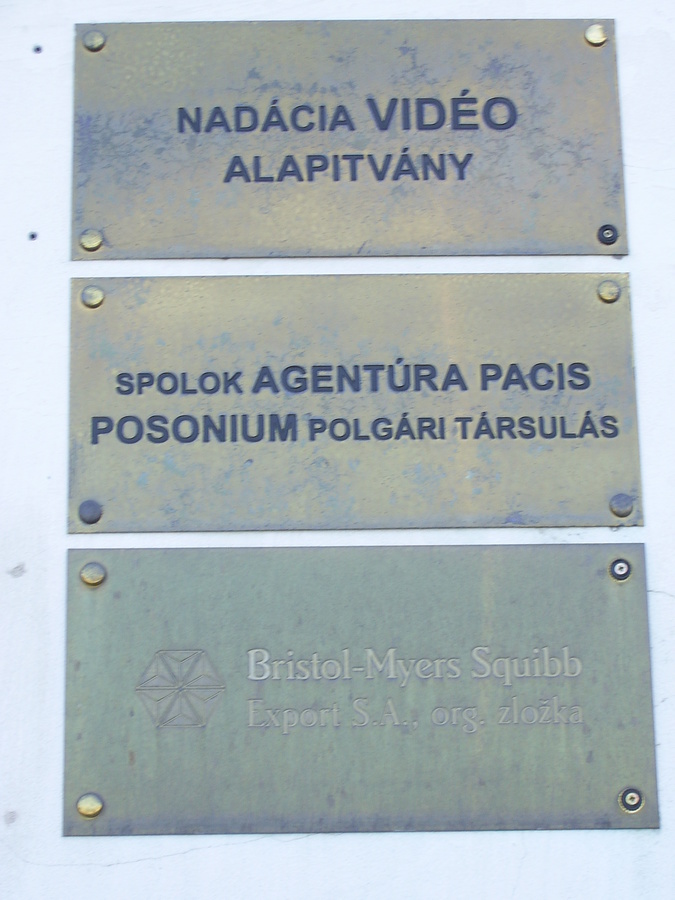 NADÁCIA VIDÉO
ALAPITVÁNY
SPOLOK AGENTÚRA PACIS
POSONIUM POLGÁRI TÁRSULÁS
Bristol-Myers Squibb
Export S.A., org. zložka